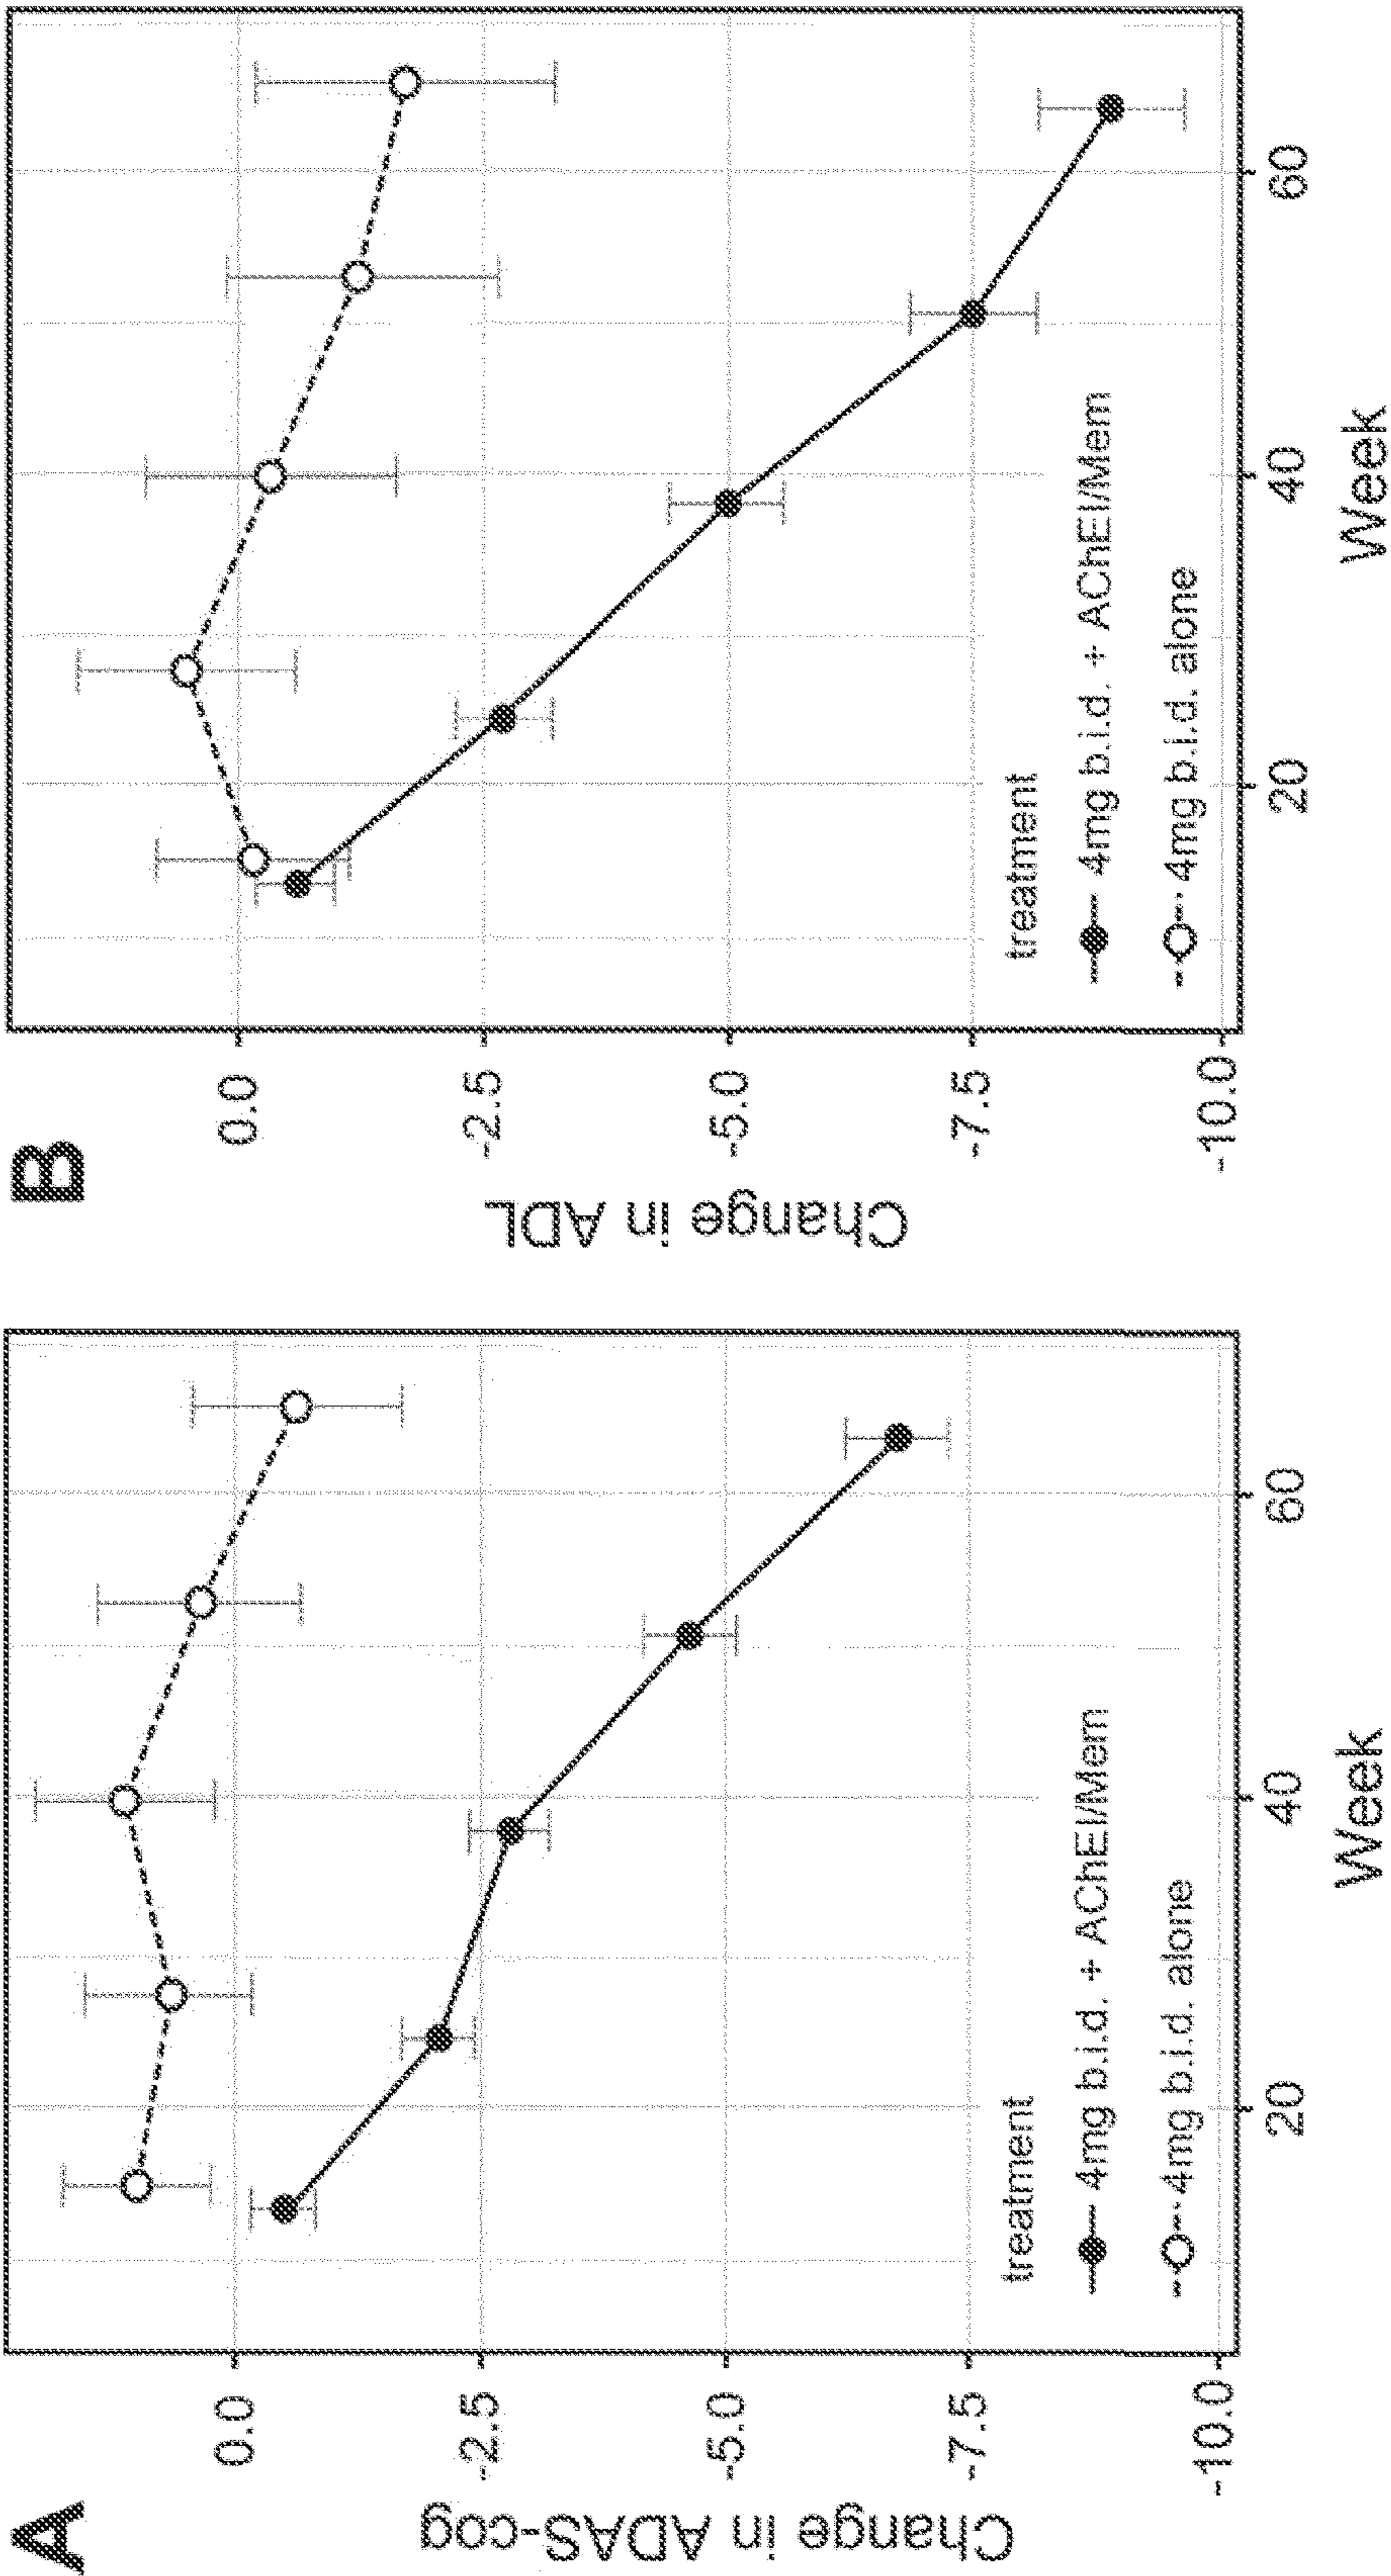 A
Change in ADAS-cog
0.0
-2.5
-5.0
-7.5
-10.0
treatment
4mg b.i.d. + AChEI/Mem
4mg b.i.d. alone
20
40
60
Week
B
Change in ADL
0.0
-2.5
-5.0
-7.5
-10.0
treatment
4mg b.i.d. + AChEI/Mem
4mg b.i.d. alone
20
40
60
Week